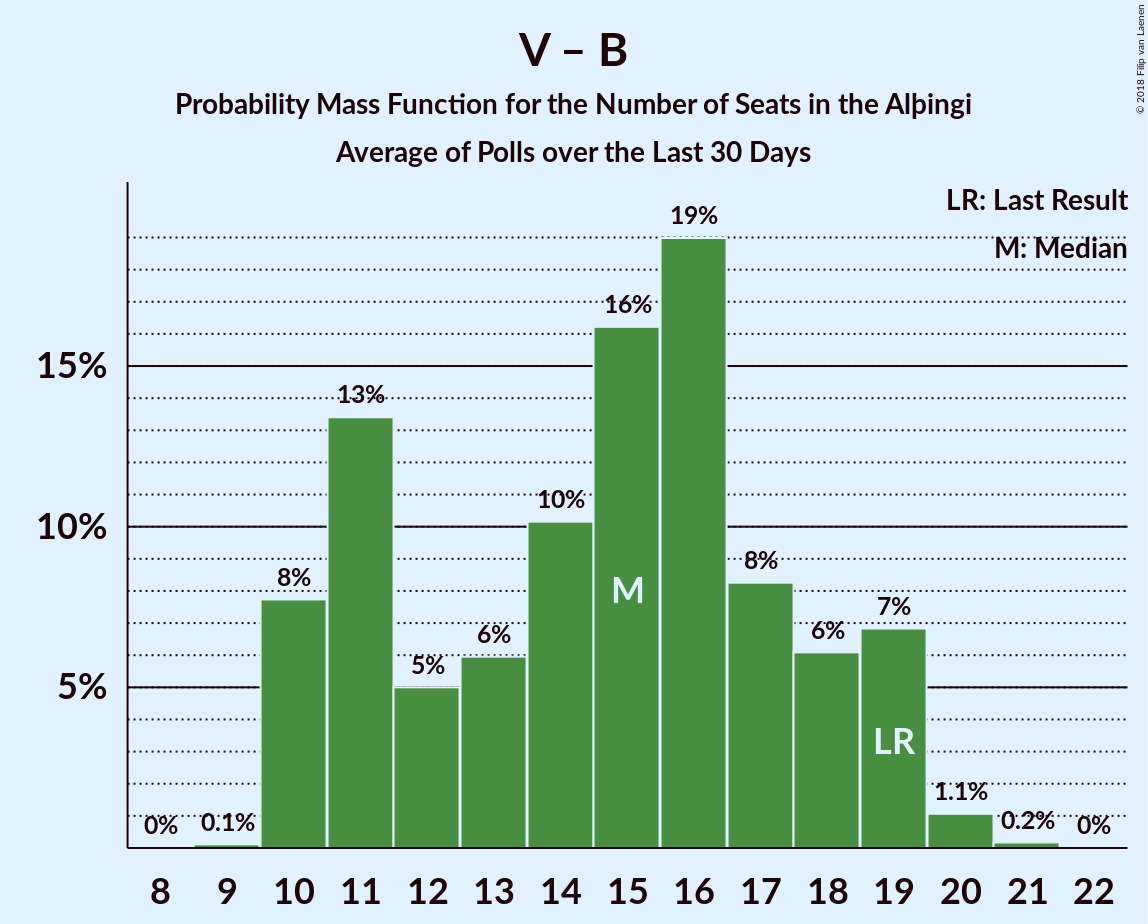 V – B
Probability Mass Function for the Number of Seats in the Alþingi
Average of Polls over the Last 30 Days
© 2018 Filip van Laenen
LR: Last Result
M: Median
15%
10%
5%
0%
0.1%
8%
13%
5%
6%
10%
16%
19%
8%
6%
7%
1.1%
0.2%
0%
M
LR
8 9 10 11 12 13 14 15 16 17 18 19 20 21 22